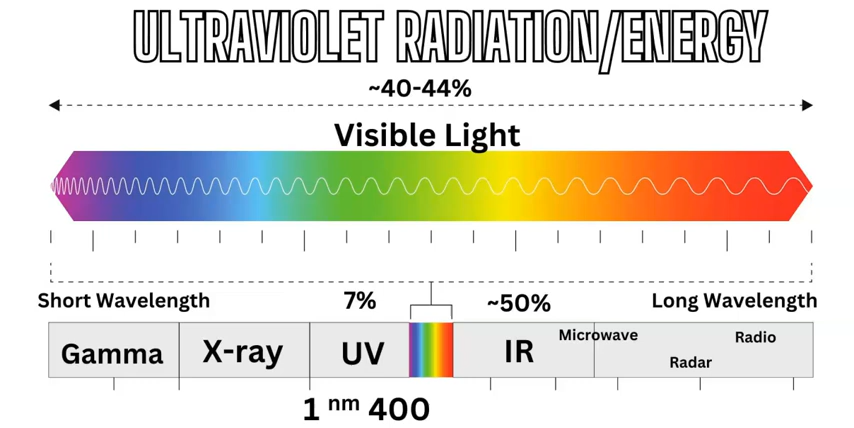 ULTRAVIOLET RADIATION/ENERGY
~40-44%
Visible Light
Short Wavelength 7% ~50% Long Wavelength
Gamma X-ray UV IR Microwave Radar Radio
1 nm 400